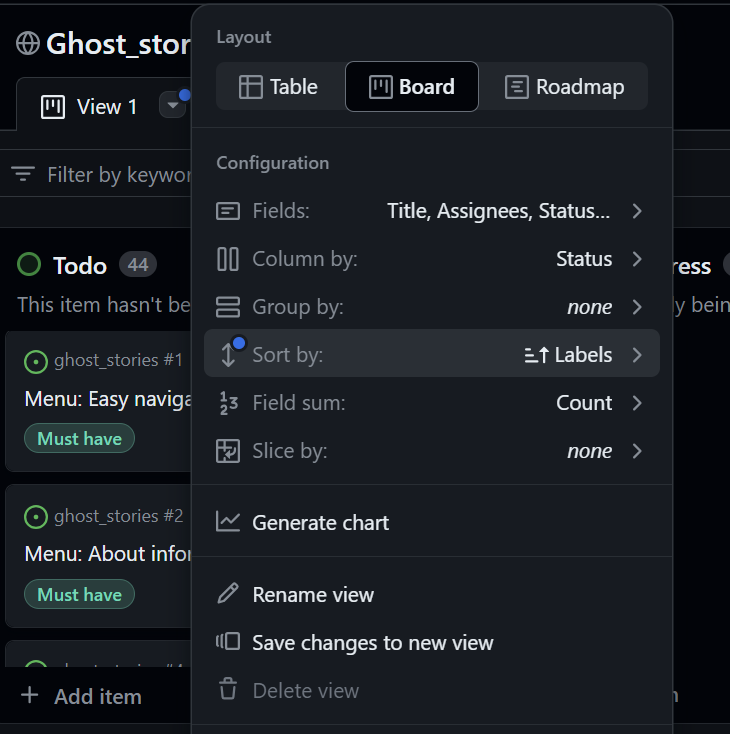 Ghost_stor
Layout
Table
Board
Roadmap
View 1
Configuration
Filter by keywor
Fields:
Title, Assignees, Status...
Column by:
Status
Todo 44
ress
This item hasn't be
y bein
Group by:
none
Sort by:
Labels
ghost_stories #1
Menu: Easy naviga
Must have
Field sum:
Count
Slice by:
none
ghost_stories #2
Menu: About infor
Must have
Generate chart
Rename view
Save changes to new view
Add item
Delete view